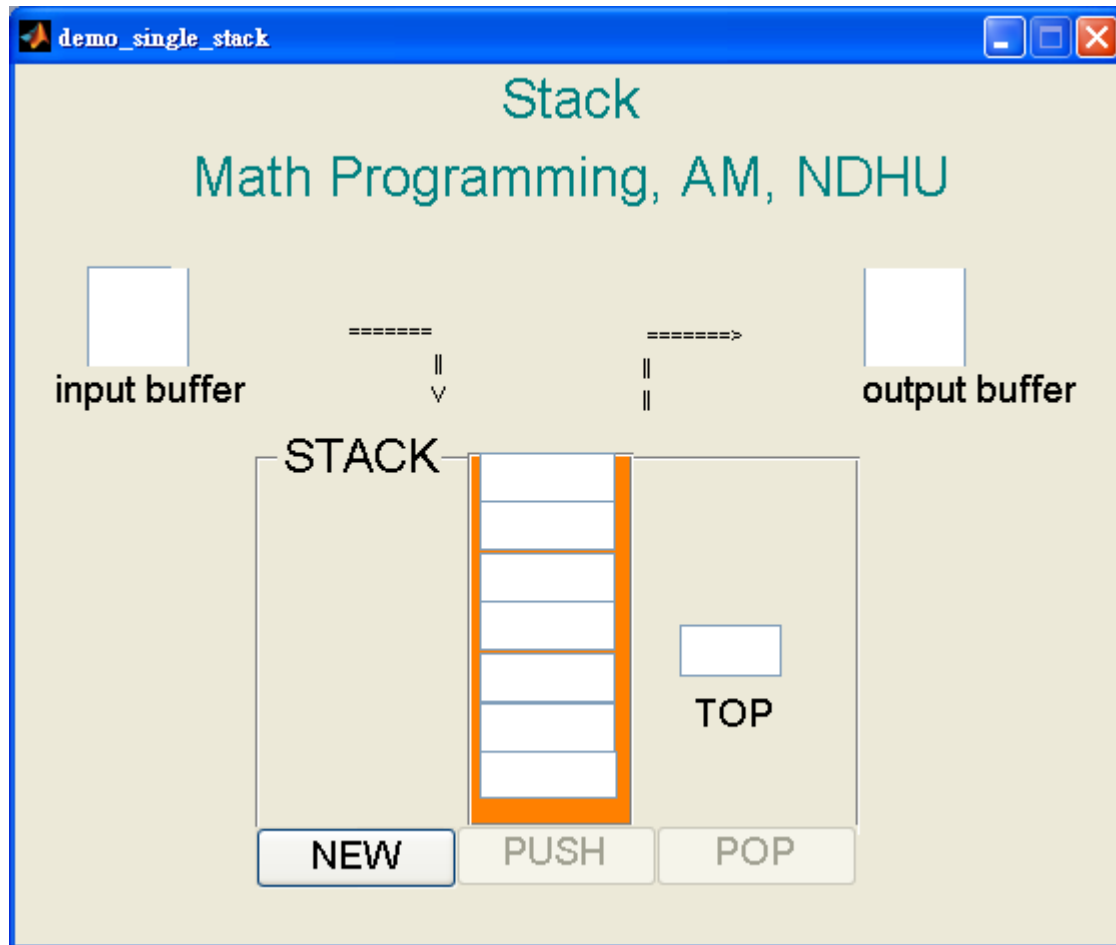 demo_single_stack
Stack
Math Programming, AM, NDHU
======= =======>
|| ||
V ||
input buffer output buffer
STACK
TOP
NEW PUSH POP